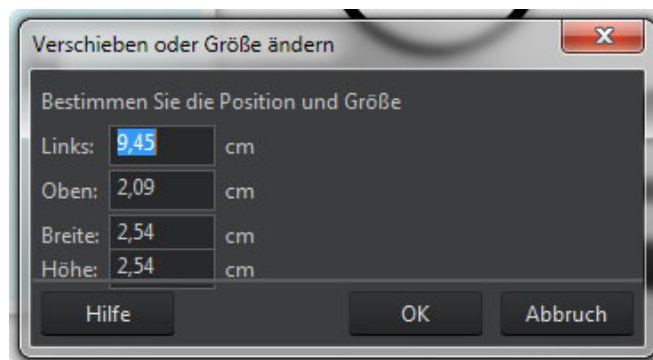 Verschieben oder Größe ändern
Bestimmen Sie die Position und Größe
Links: 9,45 cm
Oben: 2,09 cm
Breite: 2,54 cm
Höhe: 2,54 cm
Hilfe OK Abbruch